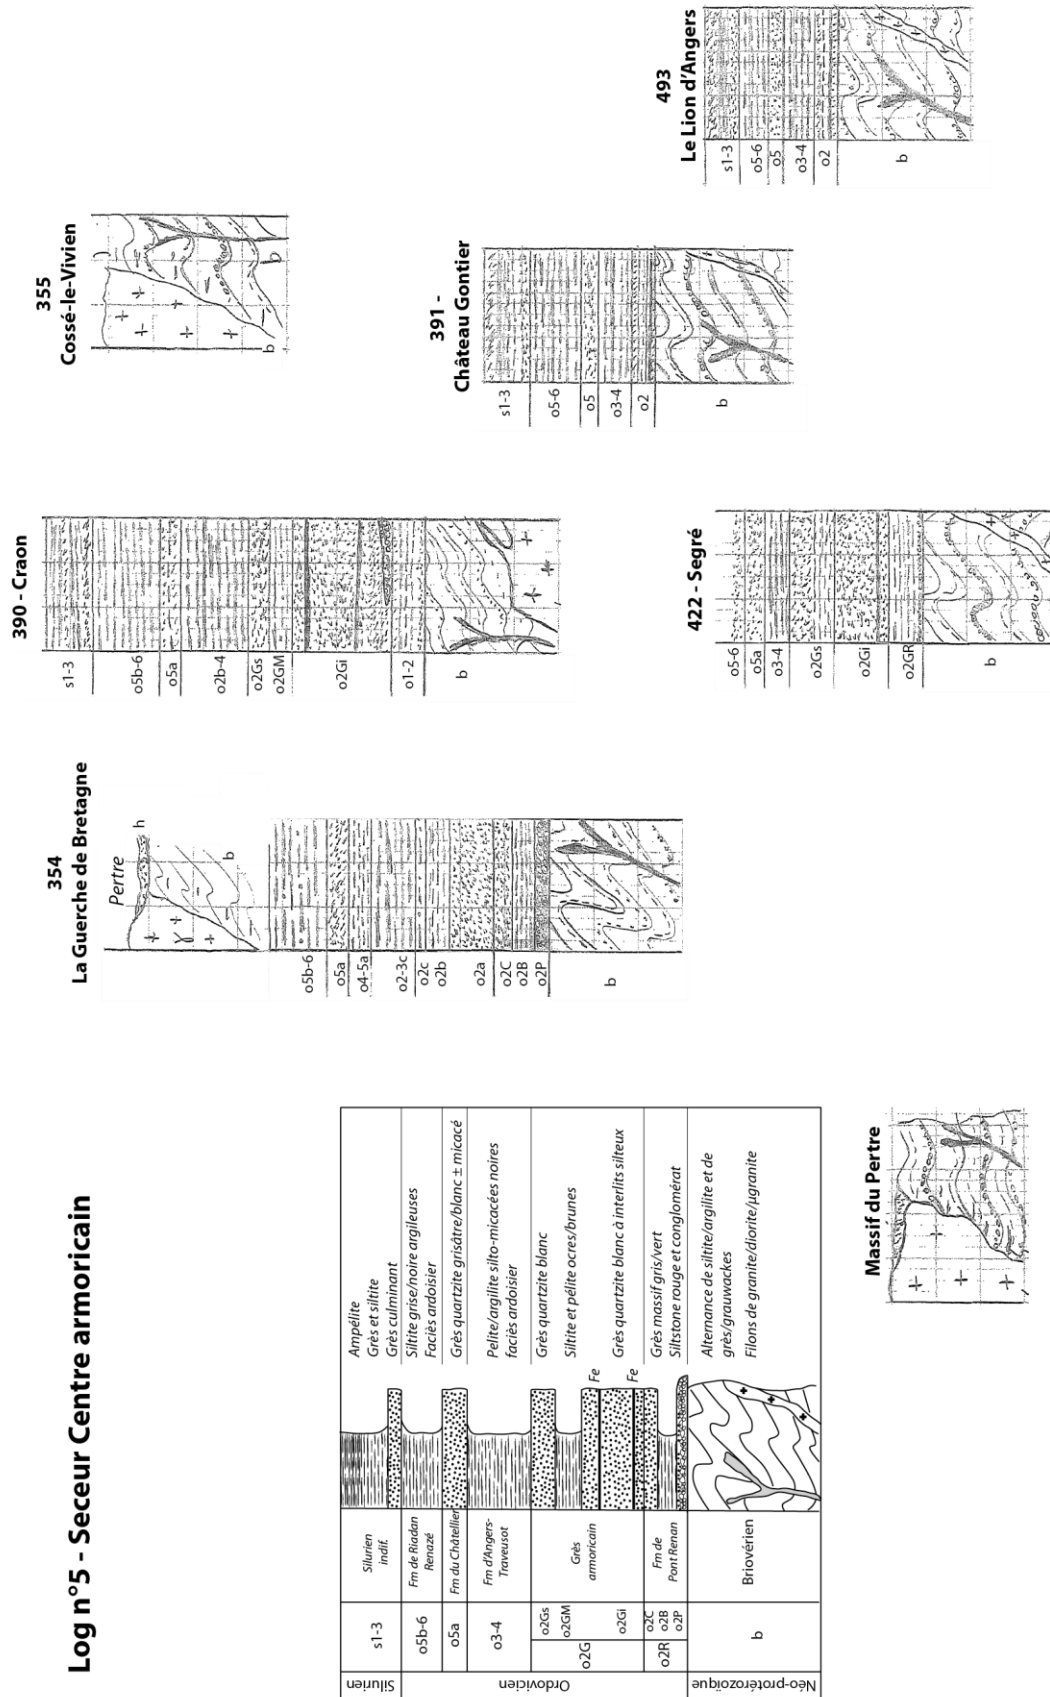 Log n°5 - Seceur Centre armoricain
Silurien
s1-3
Silurien
indif.
Ampélite
Grès et siltite
Grès culminant
Ordovicien
o5b-6
Fm de Riadan
Renazé
Siltite grise/noire argileuses
Faciès ardoisier
o5a
Fm du Châtellier
Grès quartzite grisâtre/blanc ± micacé
o3-4
Fm d'Angers-
Traveusot
Pelite/argilite silto-micacées noires
faciès ardoisier
o2G
o2Gs
o2GM
o2Gi
Grès
armoricain
Fe
Fe
Grès quartzite blanc
Siltite et pélite ocres/brunes
Grès quartzite blanc à interlits silteux
o2R
o2C
o2B
o2P
Fm de
Pont Renan
Grès massif gris/vert
Siltstone rouge et conglomérat
Néo-protérozoïque
b
Briovérien
Alternance de siltite/argilite et de
grès/grauwackes
Filons de granite/diorite/µgranite
Massif du Pertre
354
La Guerche de Bretagne
Pertre
h
γ
b
o5b-6
o5a
o4-5a
o2-3c
o2c
o2b
o2a
o2C
o2B
o2P
b
390 - Craon
s1-3
o5b-6
o5a
o2b-4
o2Gs
o2GM
o2Gi
o1-2
b
422 - Segré
o5-6
o5a
o3-4
o2Gs
o2Gi
o2GR
b
355
Cossé-le-Vivien
b
b
391 -
Château Gontier
s1-3
o5-6
o5
o3-4
o2
b
493
Le Lion d'Angers
s1-3
o5-6
o5
o3-4
o2
b